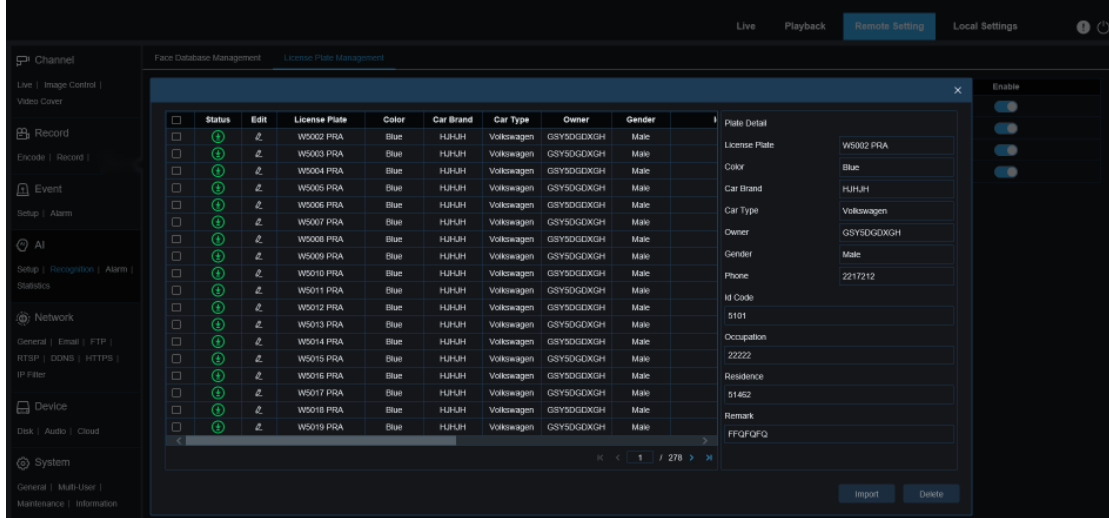 Live Playback Remote Setting Local Settings
Channel
Live | Image Control |
Video Cover
Record
Encode | Record |
Event
Setup | Alarm
AI
Setup | Recognition | Alarm |
Statistics
Network
General | Email | FTP |
RTSP | DDNS | HTTPS |
IP Filter
Device
Disk | Audio | Cloud
System
General | Multi-User |
Maintenance | Information
Face Database Management License Plate Management
Enable
Status Edit License Plate Color Car Brand Car Type Owner Gender
W5002 PRA Blue HJHJH Volkswagen GSY5DGDXGH Male
W5003 PRA Blue HJHJH Volkswagen GSY5DGDXGH Male
W5004 PRA Blue HJHJH Volkswagen GSY5DGDXGH Male
W5005 PRA Blue HJHJH Volkswagen GSY5DGDXGH Male
W5006 PRA Blue HJHJH Volkswagen GSY5DGDXGH Male
W5007 PRA Blue HJHJH Volkswagen GSY5DGDXGH Male
W5008 PRA Blue HJHJH Volkswagen GSY5DGDXGH Male
W5009 PRA Blue HJHJH Volkswagen GSY5DGDXGH Male
W5010 PRA Blue HJHJH Volkswagen GSY5DGDXGH Male
W5011 PRA Blue HJHJH Volkswagen GSY5DGDXGH Male
W5012 PRA Blue HJHJH Volkswagen GSY5DGDXGH Male
W5013 PRA Blue HJHJH Volkswagen GSY5DGDXGH Male
W5014 PRA Blue HJHJH Volkswagen GSY5DGDXGH Male
W5015 PRA Blue HJHJH Volkswagen GSY5DGDXGH Male
W5016 PRA Blue HJHJH Volkswagen GSY5DGDXGH Male
W5017 PRA Blue HJHJH Volkswagen GSY5DGDXGH Male
W5018 PRA Blue HJHJH Volkswagen GSY5DGDXGH Male
W5019 PRA Blue HJHJH Volkswagen GSY5DGDXGH Male
1 / 278
Plate Detail
License Plate W5002 PRA
Color Blue
Car Brand HJHJH
Car Type Volkswagen
Owner GSY5DGDXGH
Gender Male
Phone 2217212
Id Code
5101
Occupation
22222
Residence
51462
Remark
FFQFQFQ
Import Delete